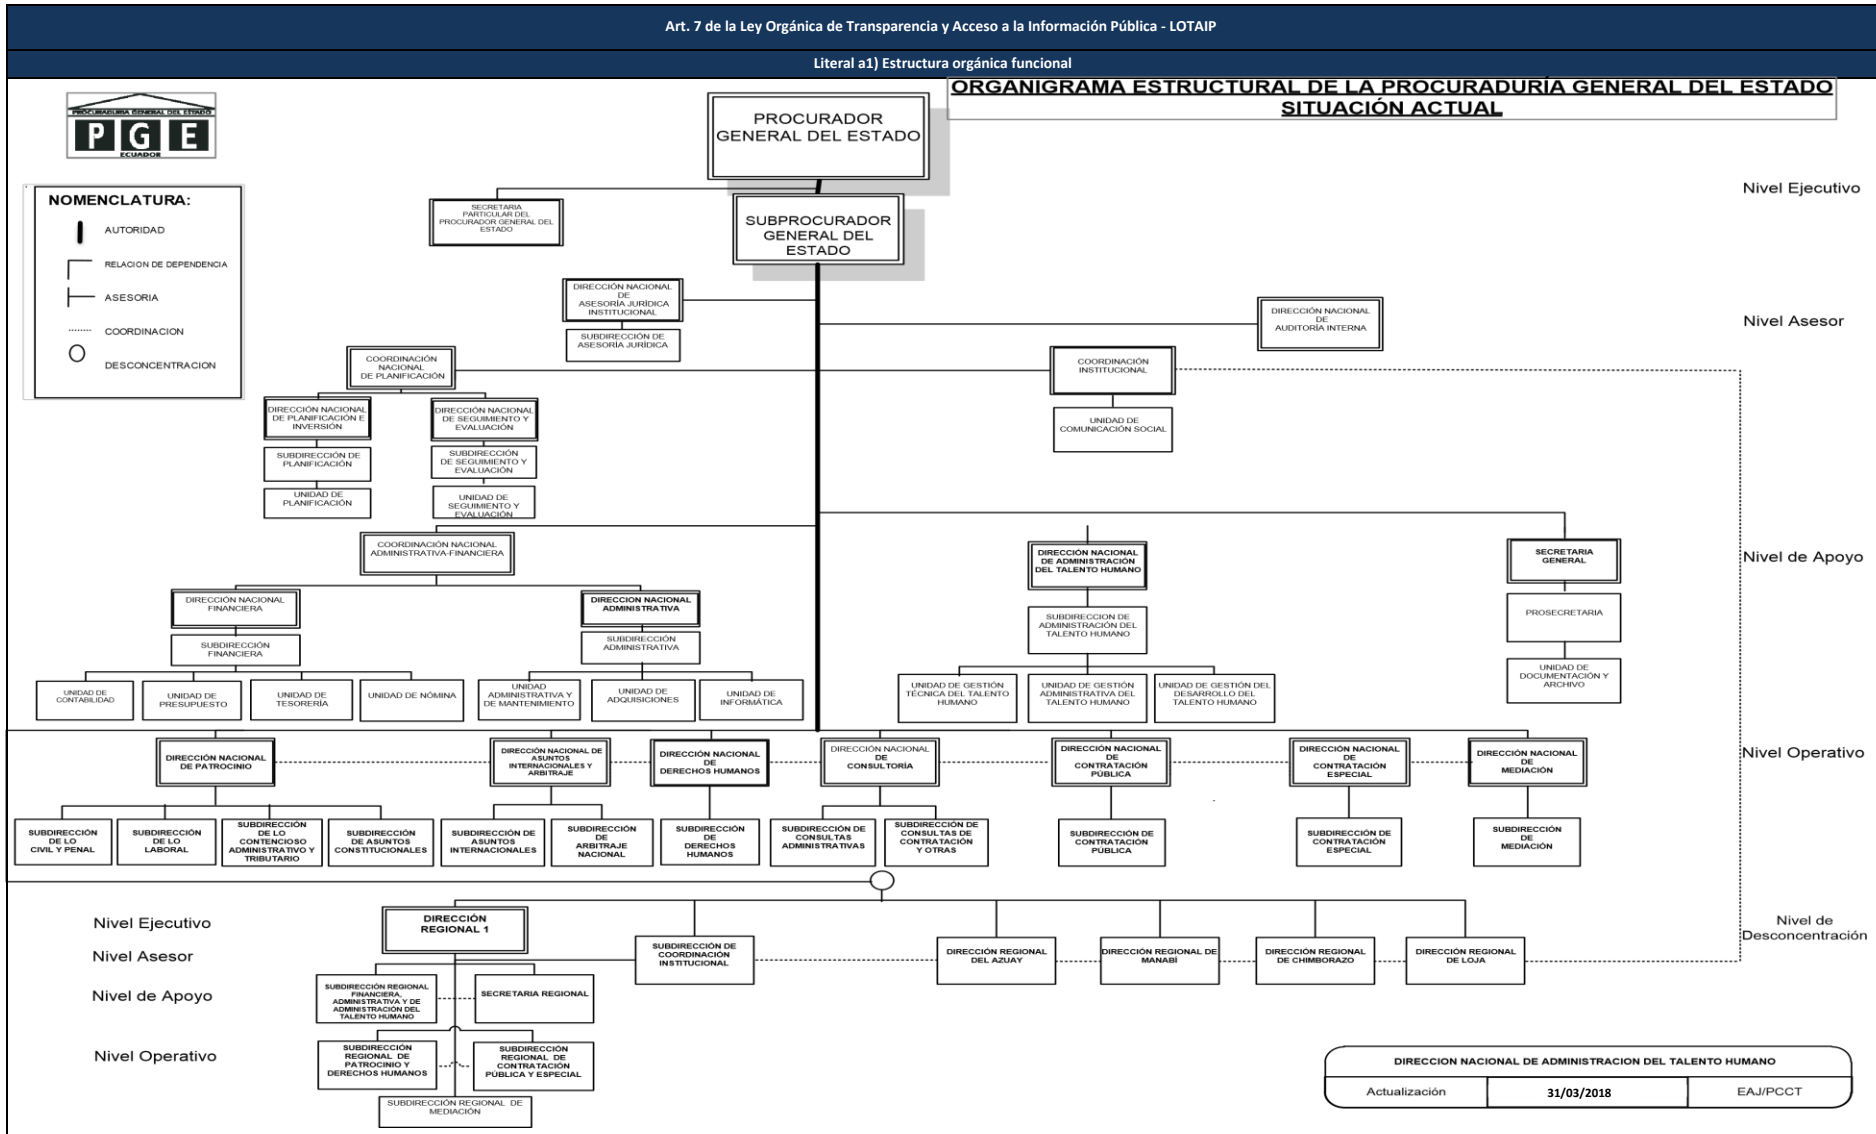 Art. 7 de la Ley Orgánica de Transparencia y Acceso a la Información Pública - LOTAIP
Literal a1) Estructura orgánica funcional
ORGANIGRAMA ESTRUCTURAL DE LA PROCURADURÍA GENERAL DEL ESTADO
SITUACIÓN ACTUAL
PROCURADURIA GENERAL DEL ESTADO
PGE
ECUADOR
PROCURADOR
GENERAL DEL ESTADO
Nivel Ejecutivo
NOMENCLATURA:
AUTORIDAD
RELACION DE DEPENDENCIA
ASESORIA
COORDINACION
DESCONCENTRACION
SECRETARIA
PARTICULAR DEL
PROCURADOR GENERAL DEL
ESTADO
SUBPROCURADOR
GENERAL DEL
ESTADO
DIRECCIÓN NACIONAL
DE
ASESORÍA JURÍDICA
INSTITUCIONAL
SUBDIRECCIÓN DE
ASESORÍA JURÍDICA
DIRECCIÓN NACIONAL
DE
AUDITORÍA INTERNA
Nivel Asesor
COORDINACIÓN
NACIONAL
DE PLANIFICACIÓN
COORDINACIÓN
INSTITUCIONAL
UNIDAD DE
COMUNICACIÓN SOCIAL
DIRECCIÓN NACIONAL
DE PLANIFICACIÓN E
INVERSIÓN
SUBDIRECCIÓN DE
PLANIFICACIÓN
UNIDAD DE
PLANIFICACIÓN
DIRECCIÓN NACIONAL
DE SEGUIMIENTO Y
EVALUACIÓN
SUBDIRECCIÓN
DE SEGUIMIENTO Y
EVALUACIÓN
UNIDAD DE
SEGUIMIENTO Y
EVALUACIÓN
COORDINACIÓN NACIONAL
ADMINISTRATIVA-FINANCIERA
DIRECCIÓN NACIONAL
DE ADMINISTRACIÓN
DEL TALENTO HUMANO
SECRETARIA
GENERAL
Nivel de Apoyo
DIRECCIÓN NACIONAL
FINANCIERA
DIRECCION NACIONAL
ADMINISTRATIVA
SUBDIRECCION DE
ADMINISTRACIÓN DEL
TALENTO HUMANO
PROSECRETARIA
SUBDIRECCIÓN
FINANCIERA
SUBDIRECCIÓN
ADMINISTRATIVA
UNIDAD DE
CONTABILIDAD
UNIDAD DE
PRESUPUESTO
UNIDAD DE
TESORERÍA
UNIDAD DE NÓMINA
UNIDAD
ADMINISTRATIVA Y
DE MANTENIMIENTO
UNIDAD DE
ADQUISICIONES
UNIDAD DE
INFORMÁTICA
UNIDAD DE GESTIÓN
TÉCNICA DEL TALENTO
HUMANO
UNIDAD DE GESTIÓN
ADMINISTRATIVA DEL
TALENTO HUMANO
UNIDAD DE GESTIÓN DEL
DESARROLLO DEL
TALENTO HUMANO
UNIDAD DE
DOCUMENTACIÓN Y
ARCHIVO
DIRECCIÓN NACIONAL
DE PATROCINIO
DIRECCIÓN NACIONAL DE
ASUNTOS
INTERNACIONALES Y
ARBITRAJE
DIRECCIÓN NACIONAL
DE
DERECHOS HUMANOS
DIRECCIÓN NACIONAL
DE
CONSULTORÍA
DIRECCIÓN NACIONAL
DE
CONTRATACIÓN
PÚBLICA
DIRECCIÓN NACIONAL
DE
CONTRATACIÓN
ESPECIAL
DIRECCIÓN NACIONAL
DE
MEDIACIÓN
Nivel Operativo
SUBDIRECCIÓN
DE LO
CIVIL Y PENAL
SUBDIRECCIÓN
DE LO
LABORAL
SUBDIRECCIÓN
DE LO
CONTENCIOSO
ADMINISTRATIVO Y
TRIBUTARIO
SUBDIRECCIÓN
DE ASUNTOS
CONSTITUCIONALES
SUBDIRECCIÓN DE
ASUNTOS
INTERNACIONALES
SUBDIRECCIÓN
DE
ARBITRAJE
NACIONAL
SUBDIRECCIÓN
DE
DERECHOS
HUMANOS
SUBDIRECCIÓN DE
CONSULTAS
ADMINISTRATIVAS
SUBDIRECCIÓN DE
CONSULTAS DE
CONTRATACIÓN
Y OTRAS
SUBDIRECCIÓN DE
CONTRATACIÓN
PÚBLICA
SUBDIRECCIÓN DE
CONTRATACIÓN
ESPECIAL
SUBDIRECCIÓN
DE
MEDIACIÓN
Nivel Ejecutivo
Nivel Asesor
Nivel de Apoyo
Nivel Operativo
DIRECCIÓN
REGIONAL 1
SUBDIRECCIÓN DE
COORDINACIÓN
INSTITUCIONAL
DIRECCIÓN REGIONAL
DEL AZUAY
DIRECCIÓN REGIONAL DE
MANABÍ
DIRECCIÓN REGIONAL
DE CHIMBORAZO
DIRECCIÓN REGIONAL
DE LOJA
Nivel de
Desconcentración
SUBDIRECCIÓN REGIONAL
FINANCIERA,
ADMINISTRATIVA Y DE
ADMINISTRACIÓN DEL
TALENTO HUMANO
SECRETARIA REGIONAL
SUBDIRECCIÓN
REGIONAL DE
PATROCINIO Y
DERECHOS HUMANOS
SUBDIRECCIÓN
REGIONAL DE
CONTRATACIÓN
PÚBLICA Y ESPECIAL
SUBDIRECCIÓN REGIONAL DE
MEDIACIÓN
DIRECCION NACIONAL DE ADMINISTRACION DEL TALENTO HUMANO
Actualización 31/03/2018 EAJ/PCCT